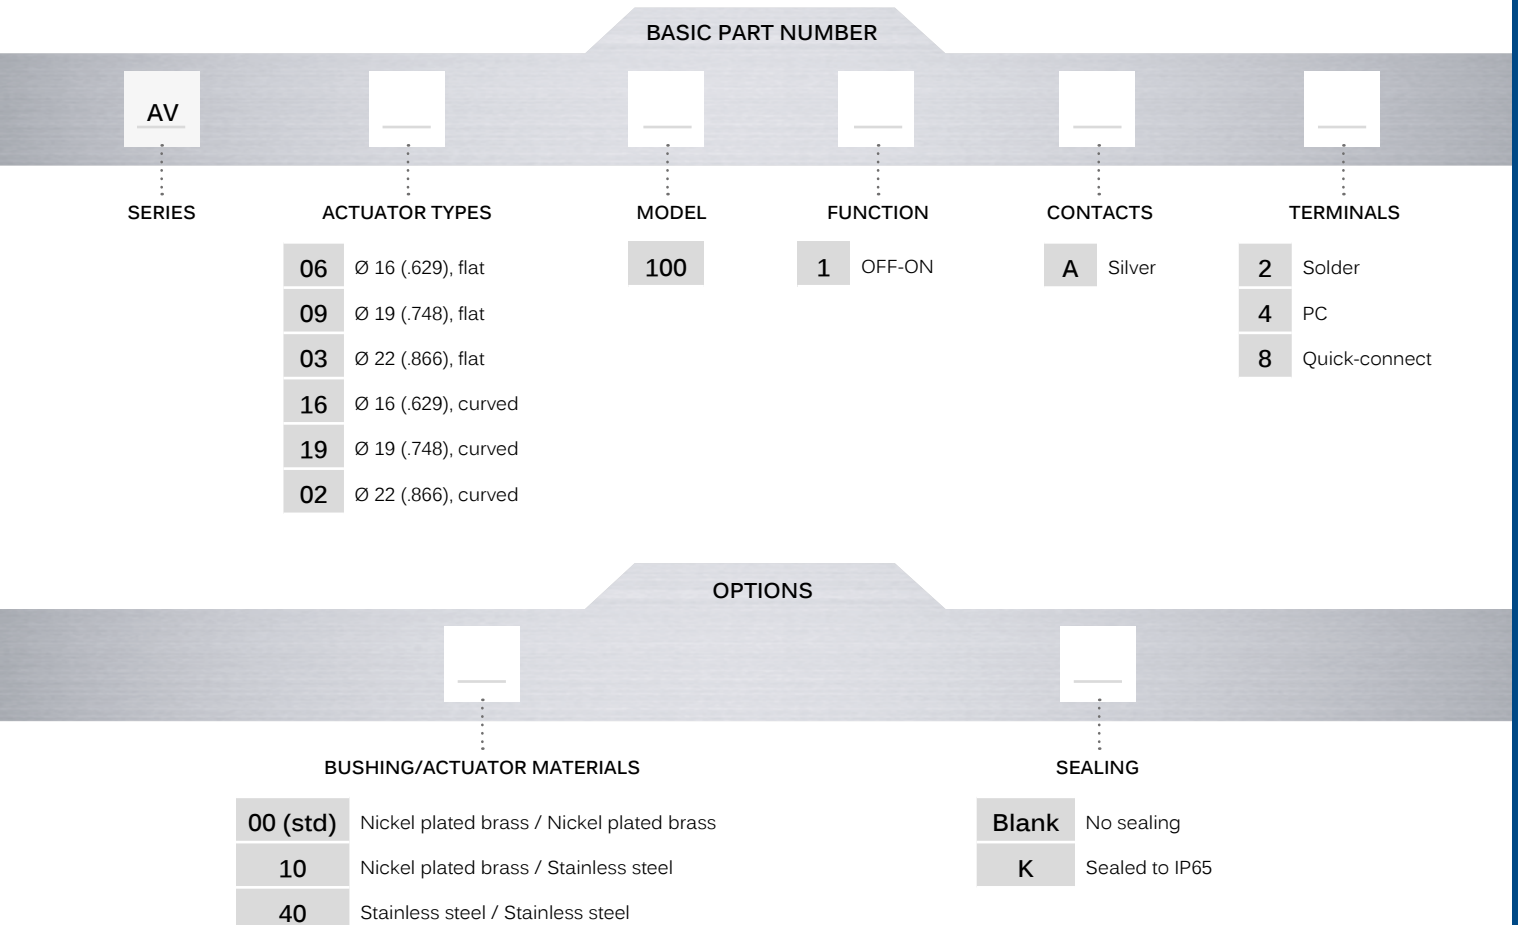 BASIC PART NUMBER
AV
SERIES ACTUATOR TYPES MODEL FUNCTION CONTACTS TERMINALS
06 Ø 16 (.629), flat 100 1 OFF-ON A Silver 2 Solder
09 Ø 19 (.748), flat 4 PC
03 Ø 22 (.866), flat 8 Quick-connect
16 Ø 16 (.629), curved
19 Ø 19 (.748), curved
02 Ø 22 (.866), curved
OPTIONS
BUSHING/ACTUATOR MATERIALS SEALING
00 (std) Nickel plated brass / Nickel plated brass Blank No sealing
10 Nickel plated brass / Stainless steel K Sealed to IP65
40 Stainless steel / Stainless steel